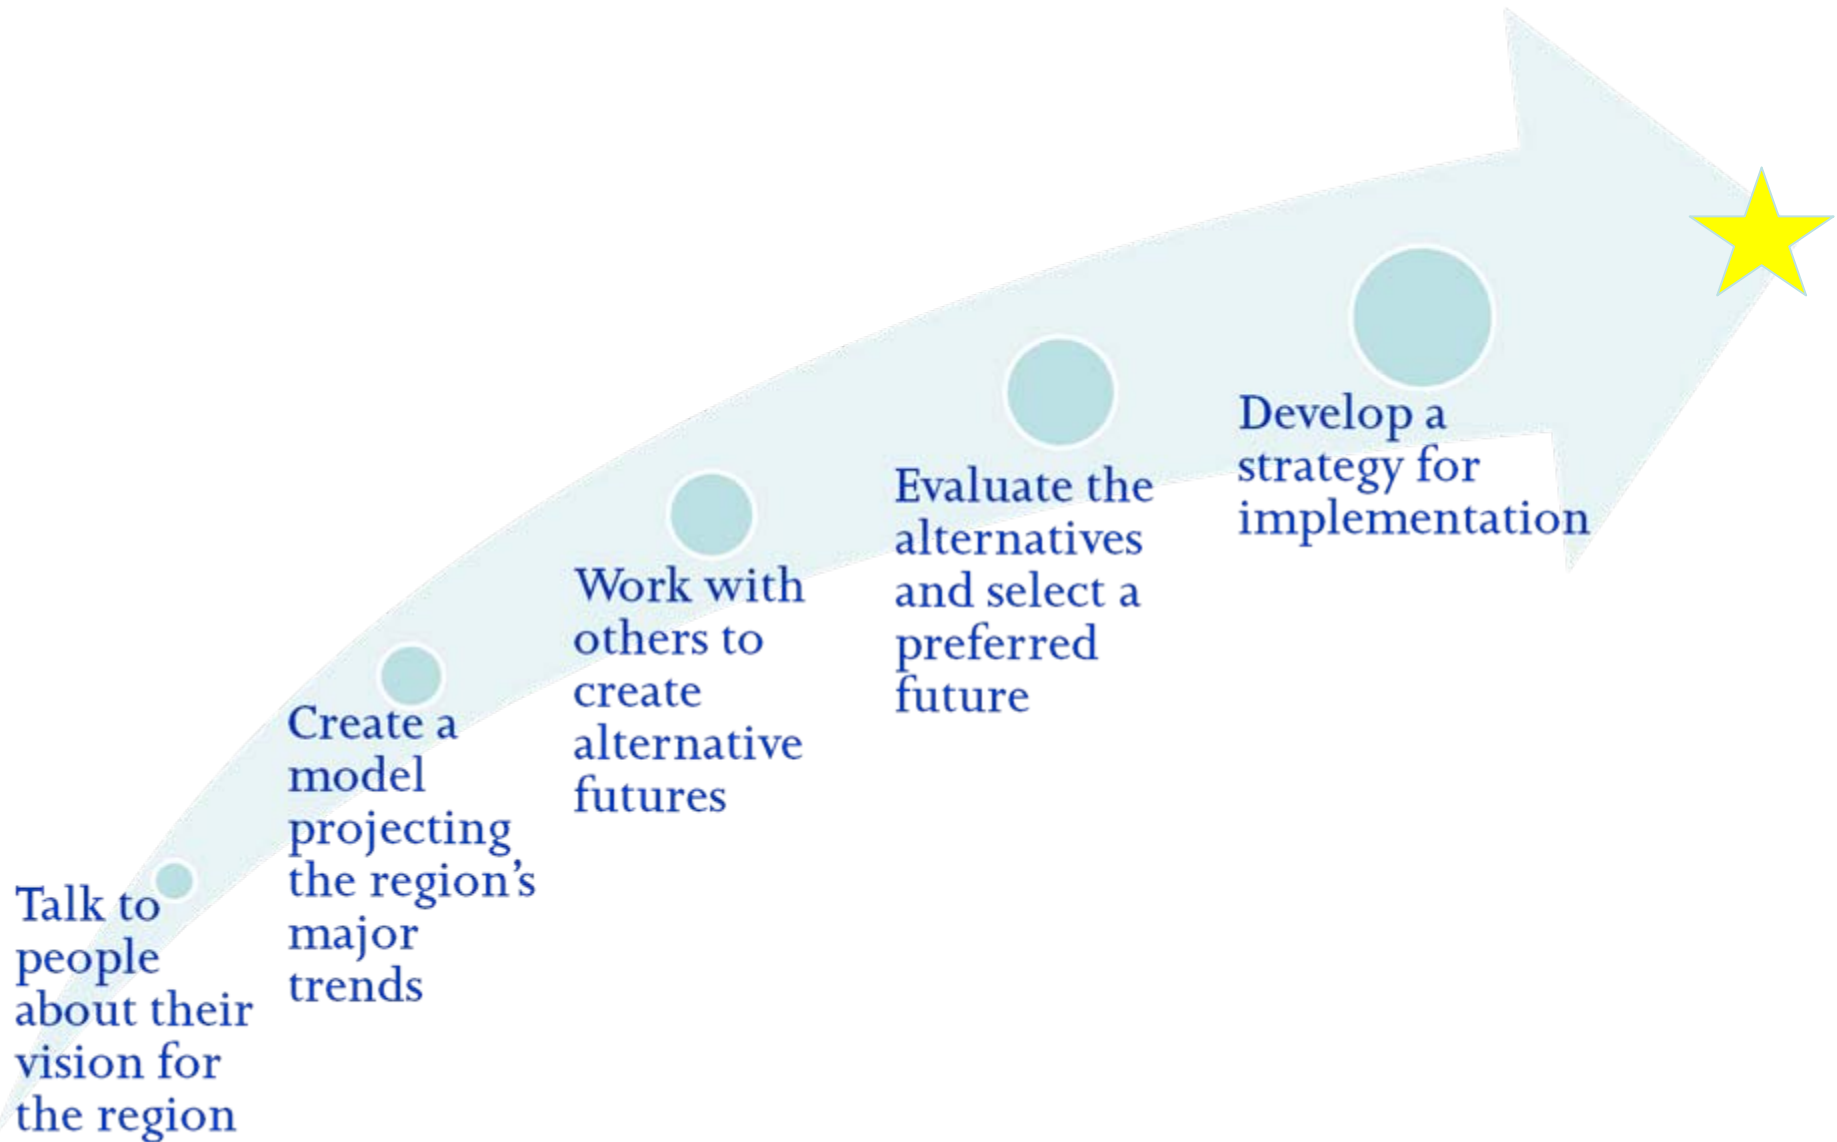 Talk to
people
about their
vision for
the region
Create a
model
projecting
the region’s
major
trends
Work with
others to
create
alternative
futures
Evaluate the
alternatives
and select a
preferred
future
Develop a
strategy for
implementation